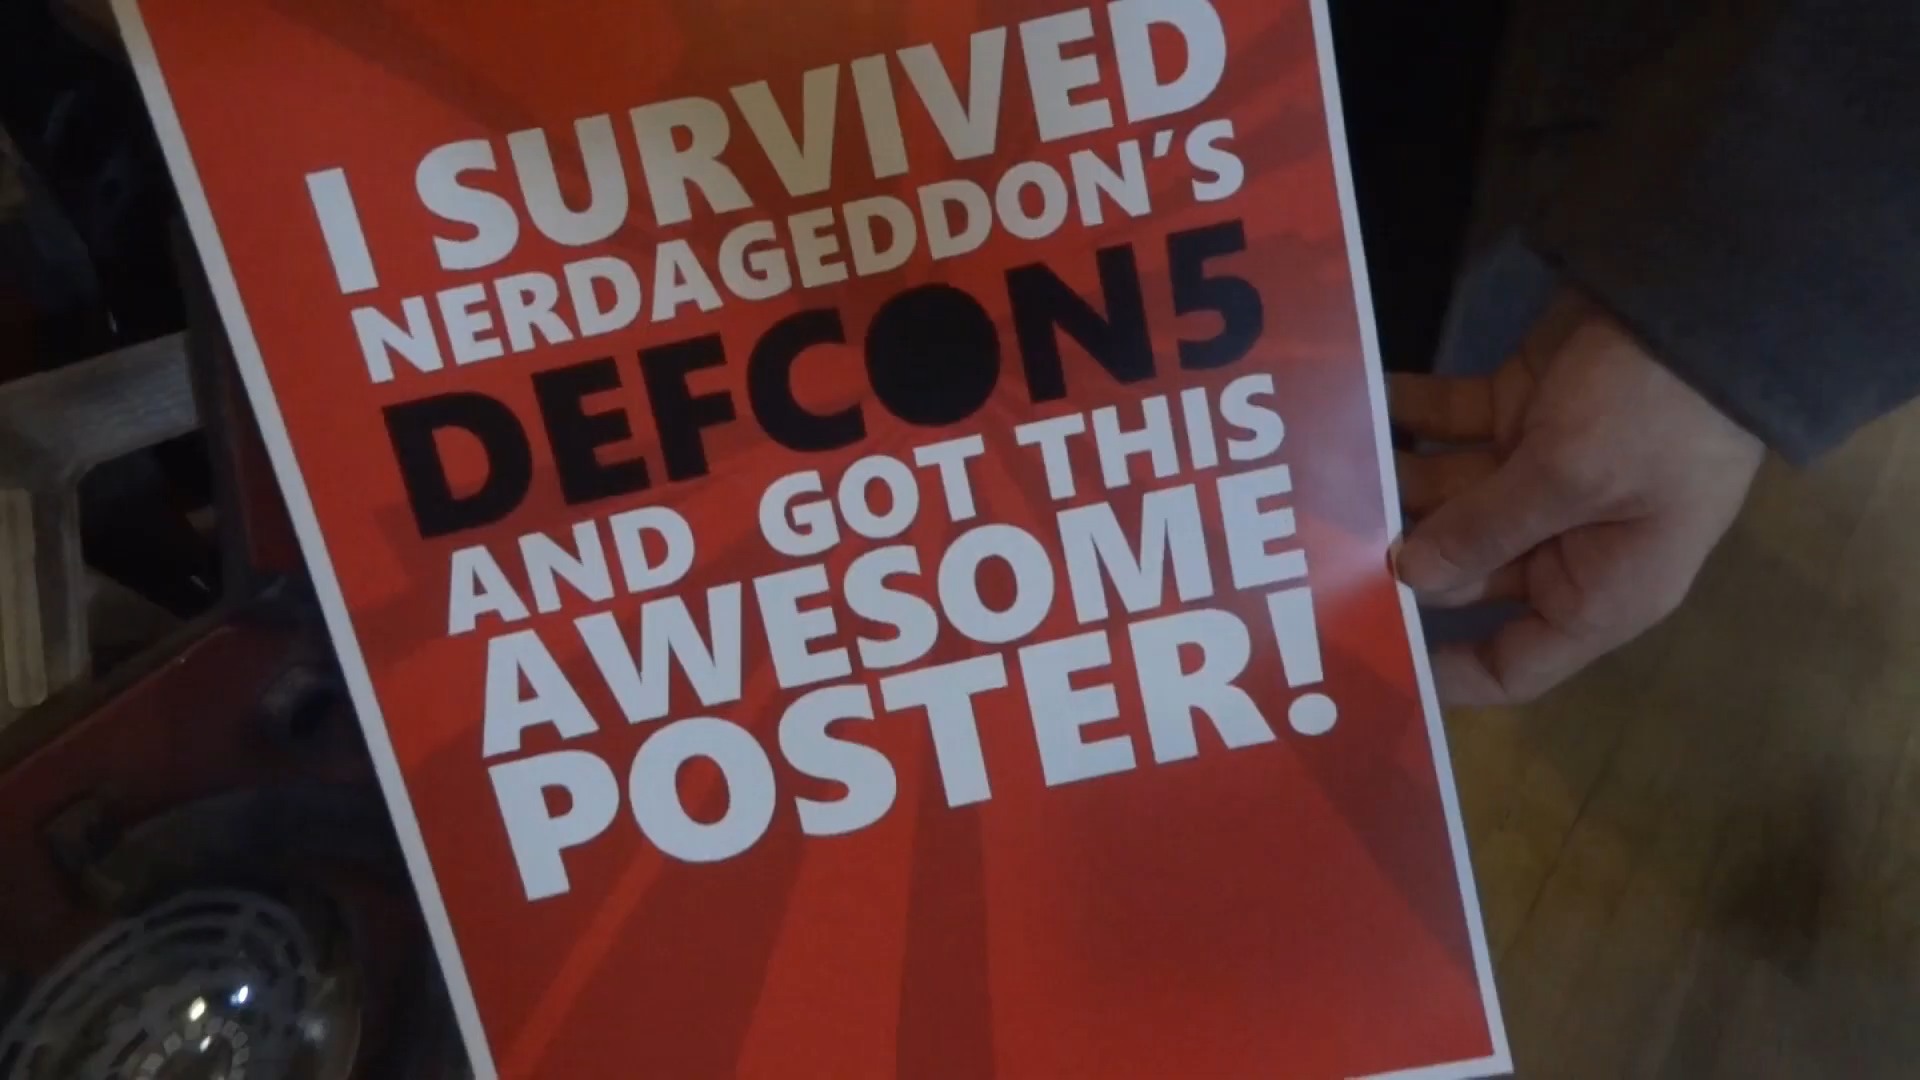 I SURVIVED
NERDAGEDDON'S
DEFCON5
AND GOT THIS
AWESOME
POSTER!